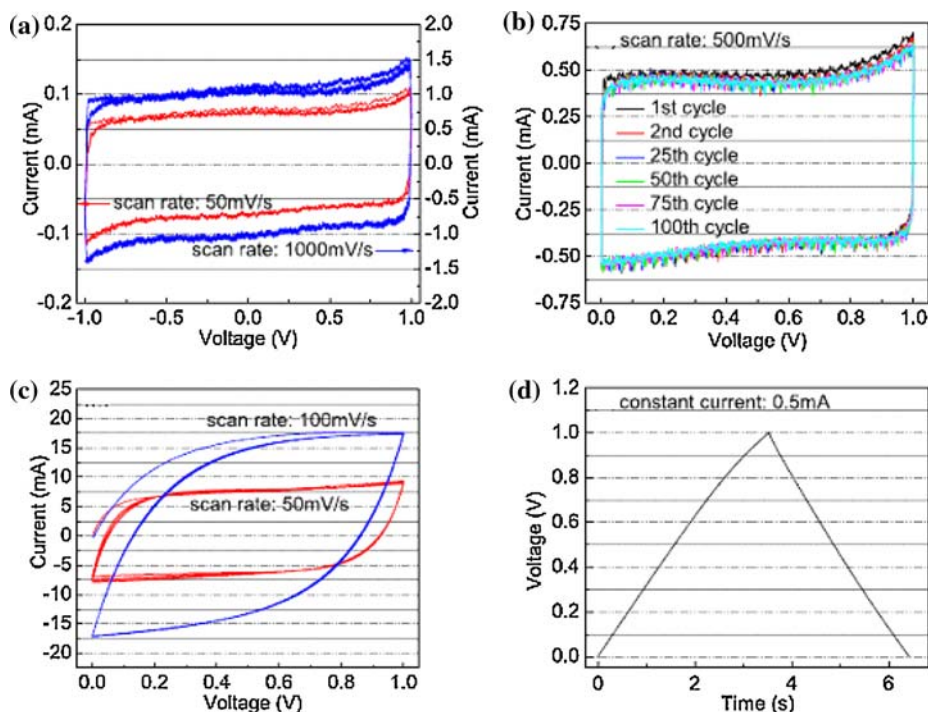 (a)
0.2
0.1
0.0
-0.1
-0.2
Current (mA)
2.0
1.5
1.0
0.5
0.0
-0.5
-1.0
-1.5
-2.0
Current (mA)
scan rate: 50mV/s
scan rate: 1000mV/s
-1.0
-0.5
0.0
0.5
1.0
Voltage (V)
(b)
0.75
0.50
0.25
0.00
-0.25
-0.50
-0.75
Current (mA)
scan rate: 500mV/s
1st cycle
2nd cycle
25th cycle
50th cycle
75th cycle
100th cycle
0.0
0.2
0.4
0.6
0.8
1.0
Voltage (V)
(c)
25
20
15
10
5
0
-5
-10
-15
-20
Current (mA)
scan rate: 100mV/s
scan rate: 50mV/s
0.0
0.2
0.4
0.6
0.8
1.0
Voltage (V)
(d)
1.2
1.0
0.8
0.6
0.4
0.2
0.0
Voltage (V)
constant current: 0.5mA
0
2
4
6
Time (s)